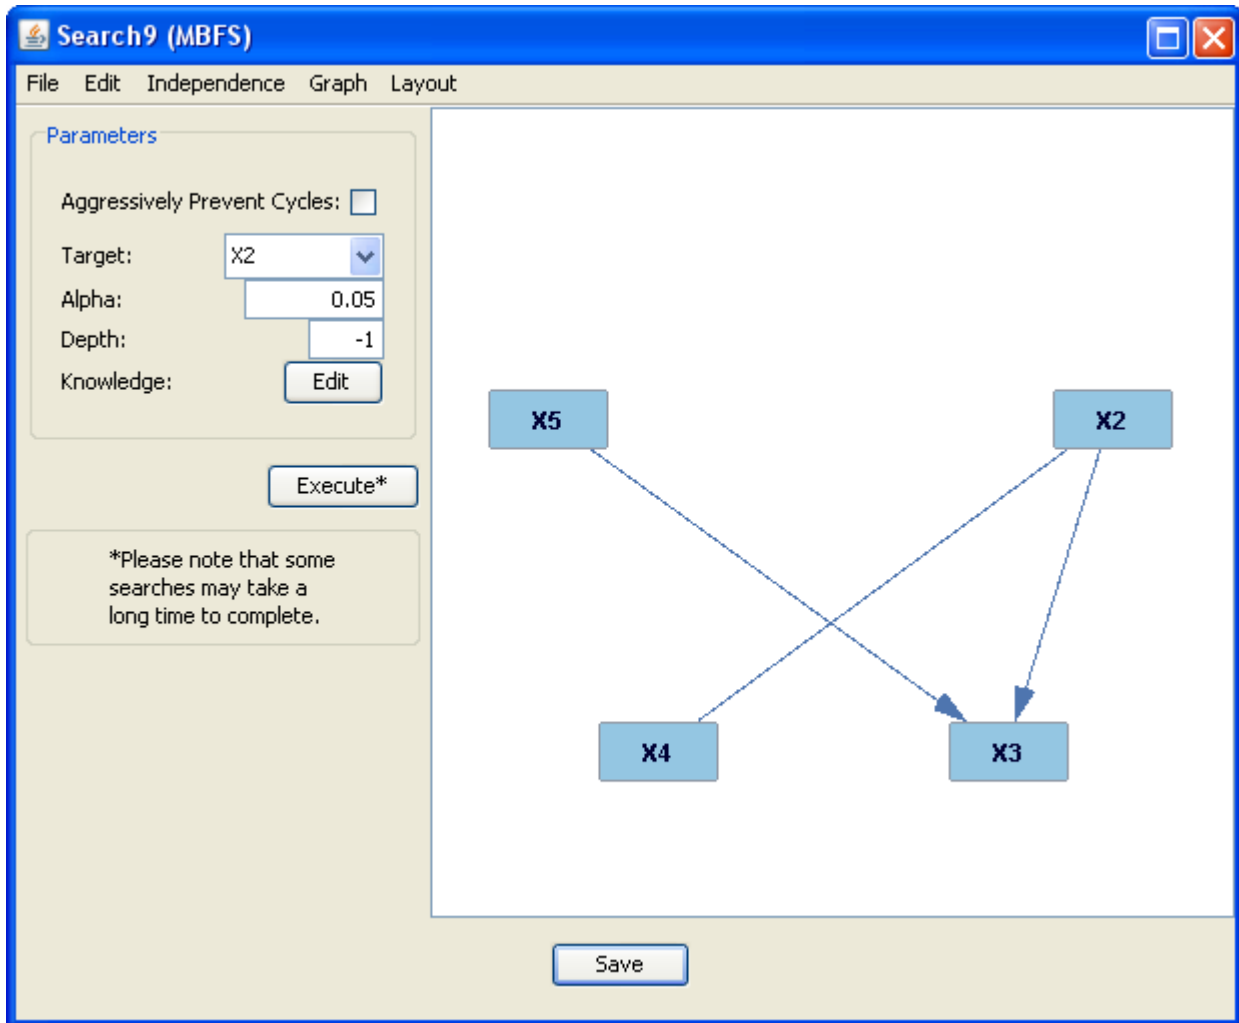 Search9 (MBFS)
File Edit Independence Graph Layout
Parameters
Aggressively Prevent Cycles:
Target: X2
Alpha: 0.05
Depth: -1
Knowledge: Edit
Execute*
*Please note that some
searches may take a
long time to complete.
X5
X2
X4
X3
Save